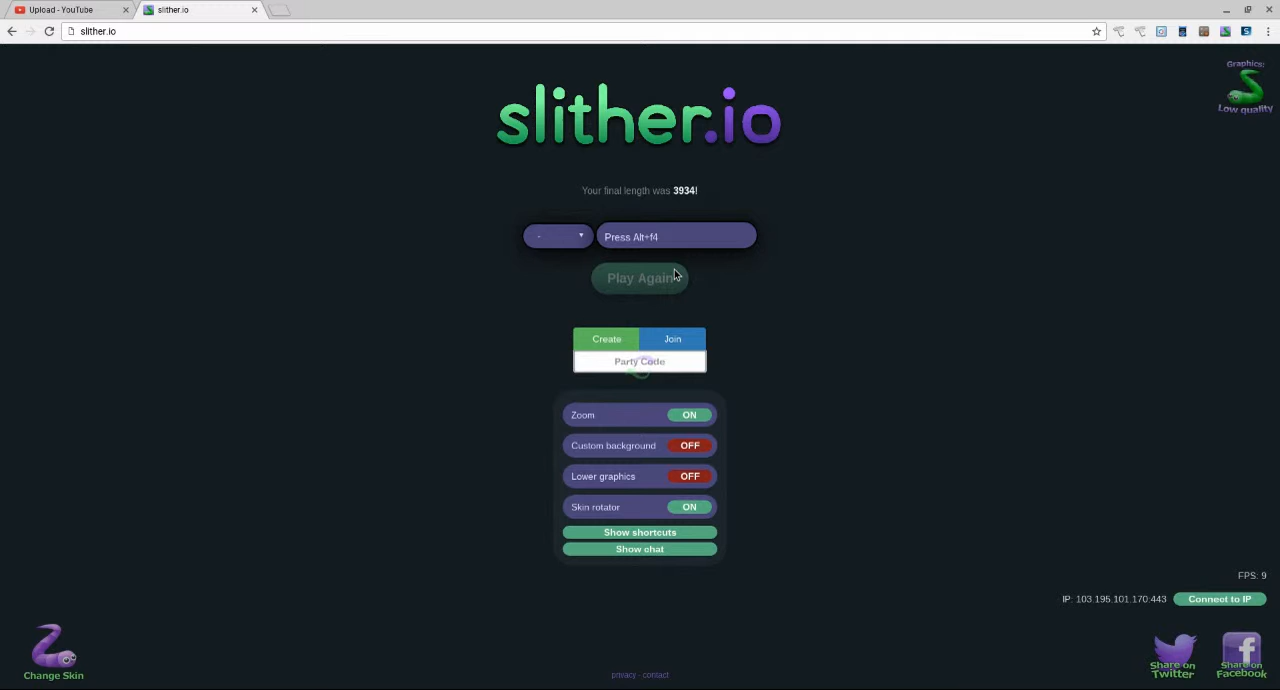 Upload - YouTube
slither.io
slither.io
Graphics:
Low quality
slither.io
Your final length was 3934!
-
Press Alt+f4
Play Again
Create
Join
Party Code
Zoom
ON
Custom background
OFF
Lower graphics
OFF
Skin rotator
ON
Show shortcuts
Show chat
FPS: 9
IP: 103.195.101.170:443
Connect to IP
Change Skin
Share on
Twitter
Share on
Facebook
privacy · contact